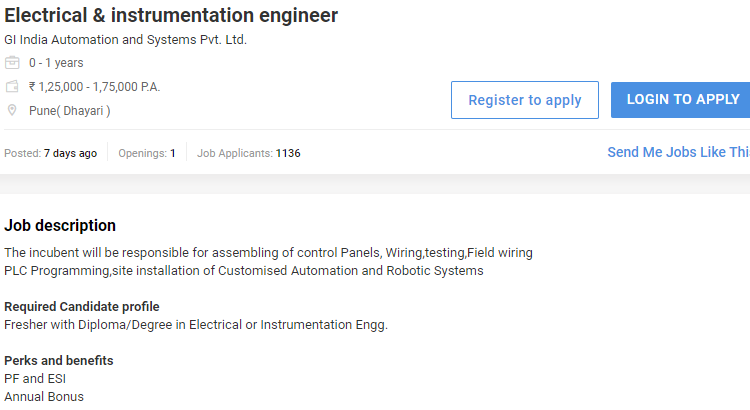 Electrical & instrumentation engineer
GI India Automation and Systems Pvt. Ltd.
0 - 1 years
₹ 1,25,000 - 1,75,000 P.A.
Pune( Dhayari )
Register to apply
LOGIN TO APPLY
Posted: 7 days ago Openings: 1 Job Applicants: 1136
Send Me Jobs Like This
Job description
The incubent will be responsible for assembling of control Panels, Wiring,testing,Field wiring
PLC Programming,site installation of Customised Automation and Robotic Systems
Required Candidate profile
Fresher with Diploma/Degree in Electrical or Instrumentation Engg.
Perks and benefits
PF and ESI
Annual Bonus